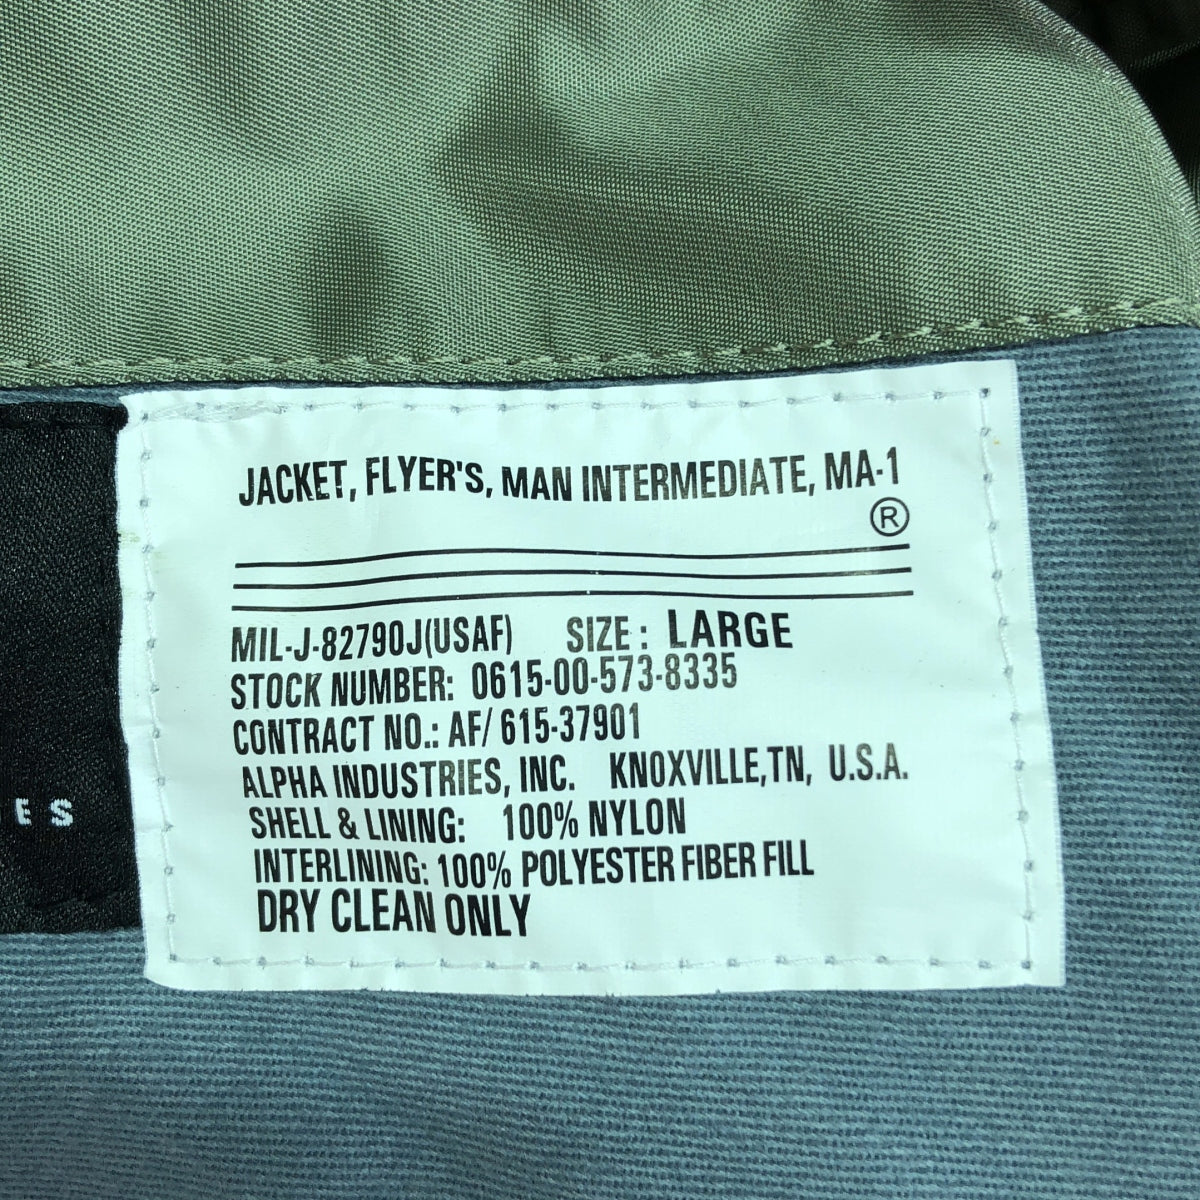 JACKET, FLYER'S, MAN INTERMEDIATE, MA-1
®
MIL-J-82790J(USAF) SIZE : LARGE
STOCK NUMBER: 0615-00-573-8335
CONTRACT NO.: AF/ 615-37901
ALPHA INDUSTRIES, INC. KNOXVILLE,TN, U.S.A.
SHELL & LINING: 100% NYLON
INTERLINING: 100% POLYESTER FIBER FILL
DRY CLEAN ONLY
ES